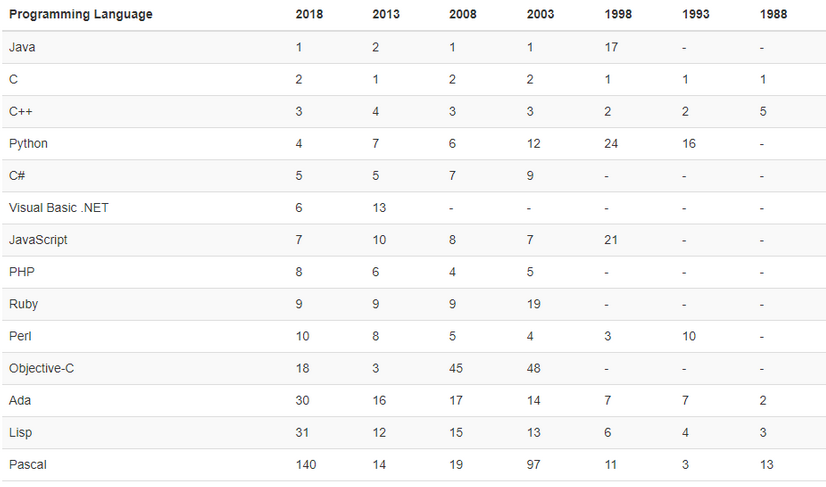 Programming Language 2018 2013 2008 2003 1998 1993 1988
Java 1 2 1 1 17 - -
C 2 1 2 2 1 1 1
C++ 3 4 3 3 2 2 5
Python 4 7 6 12 24 16 -
C# 5 5 7 9 - - -
Visual Basic .NET 6 13 - - - - -
JavaScript 7 10 8 7 21 - -
PHP 8 6 4 5 - - -
Ruby 9 9 9 19 - - -
Perl 10 8 5 4 3 10 -
Objective-C 18 3 45 48 - - -
Ada 30 16 17 14 7 7 2
Lisp 31 12 15 13 6 4 3
Pascal 140 14 19 97 11 3 13